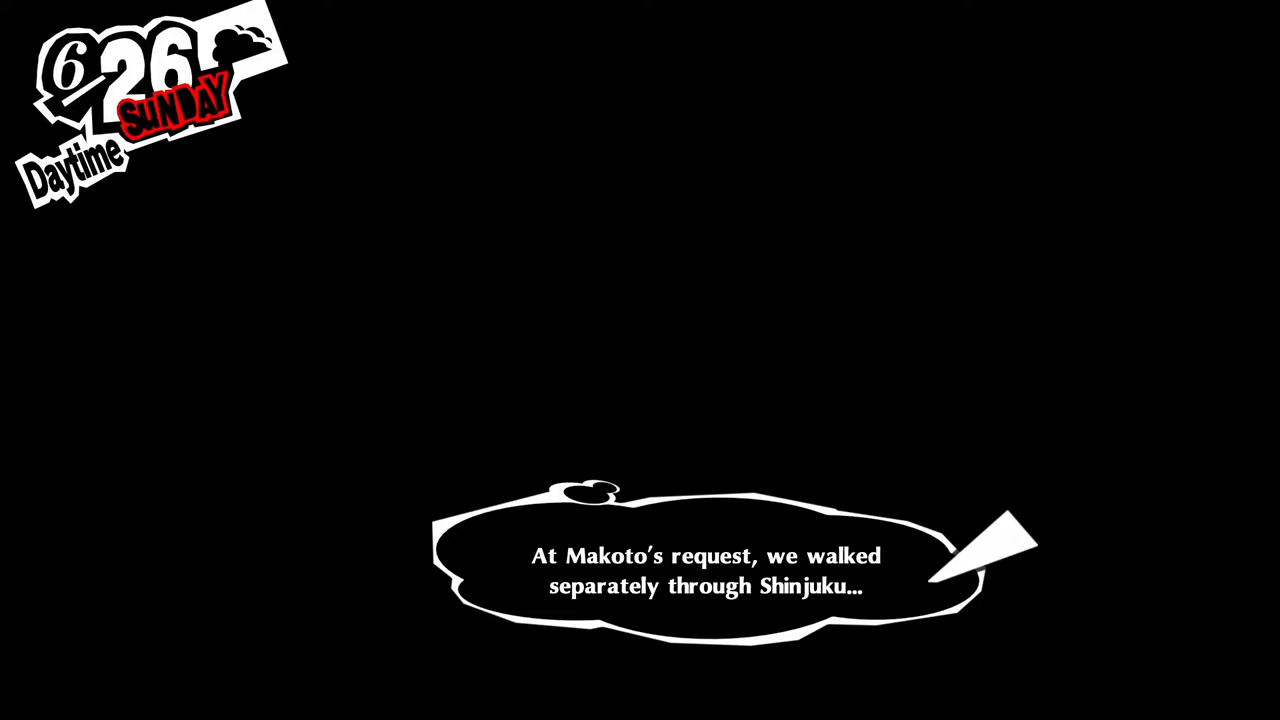 6/26
SUNDAY
Daytime
At Makoto's request, we walked
separately through Shinjuku...